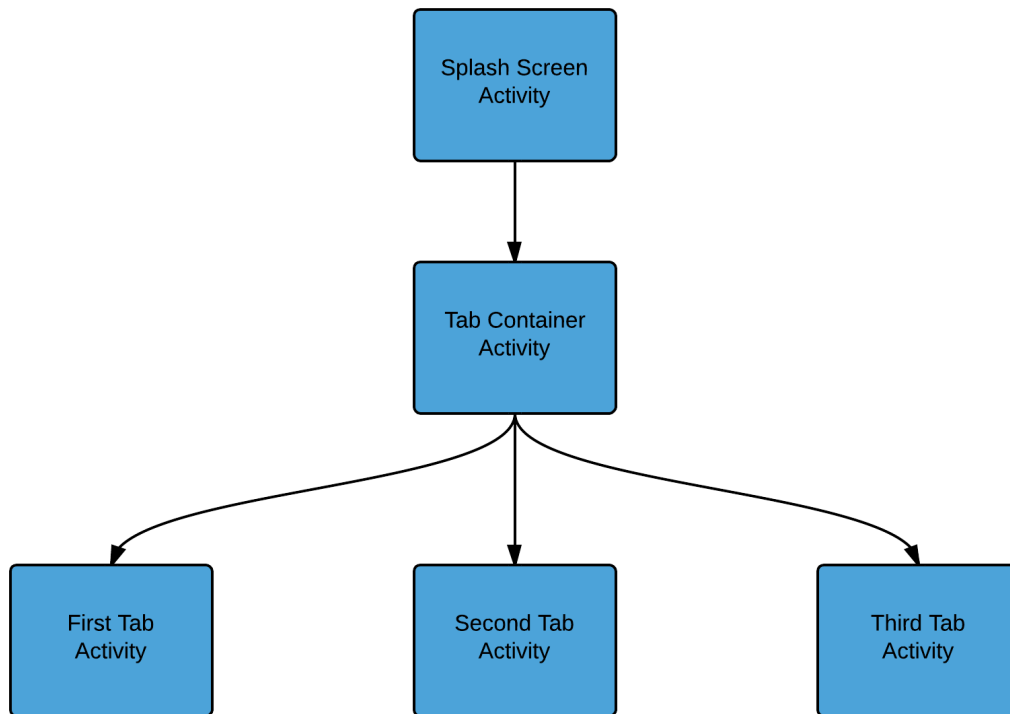 Splash Screen
Activity
Tab Container
Activity
First Tab
Activity
Second Tab
Activity
Third Tab
Activity